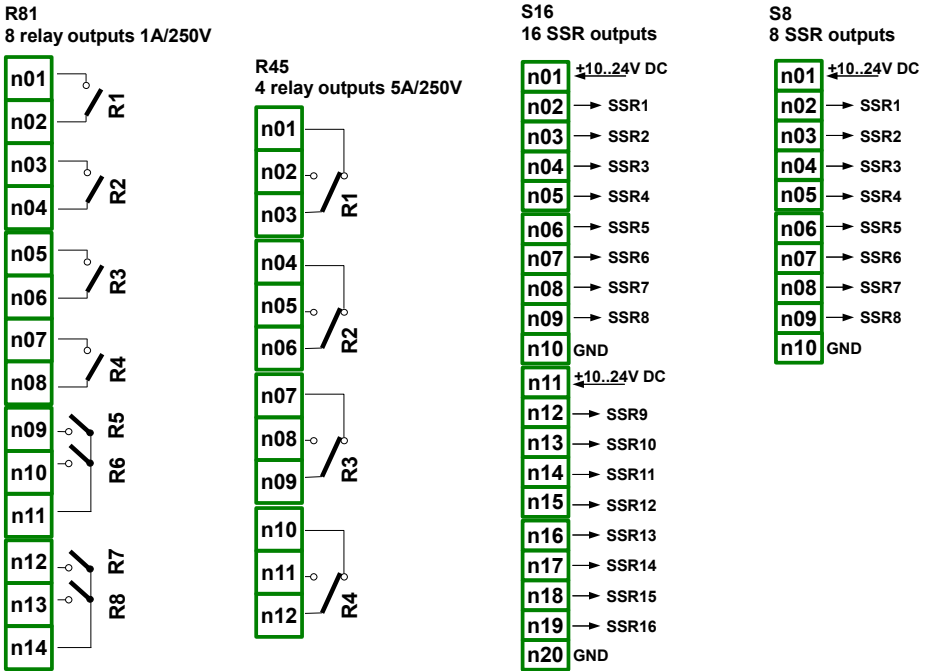 R81
8 relay outputs 1A/250V
n01
n02
R1
n03
n04
R2
n05
n06
R3
n07
n08
R4
n09
R5
n10
R6
n11
n12
R7
n13
R8
n14
R45
4 relay outputs 5A/250V
n01
n02
n03
R1
n04
n05
n06
R2
n07
n08
n09
R3
n10
n11
n12
R4
S16
16 SSR outputs
n01 +10..24V DC
n02 SSR1
n03 SSR2
n04 SSR3
n05 SSR4
n06 SSR5
n07 SSR6
n08 SSR7
n09 SSR8
n10 GND
n11 +10..24V DC
n12 SSR9
n13 SSR10
n14 SSR11
n15 SSR12
n16 SSR13
n17 SSR14
n18 SSR15
n19 SSR16
n20 GND
S8
8 SSR outputs
n01 +10..24V DC
n02 SSR1
n03 SSR2
n04 SSR3
n05 SSR4
n06 SSR5
n07 SSR6
n08 SSR7
n09 SSR8
n10 GND